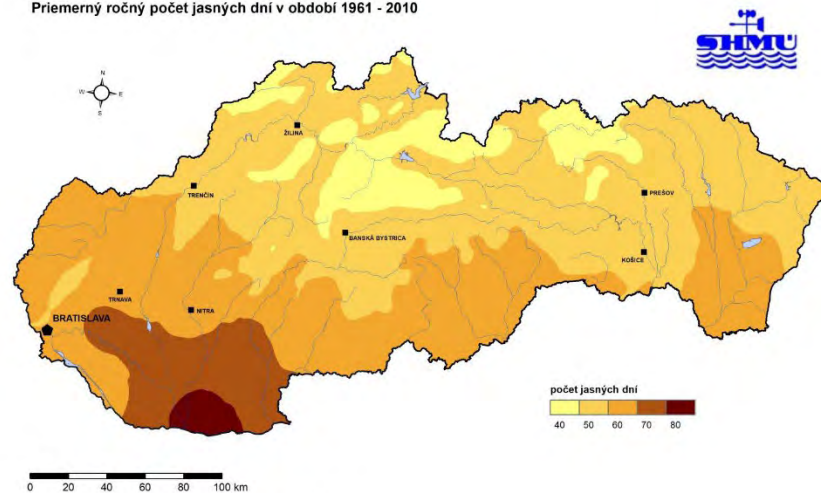 Priemerný ročný počet jasných dní v období 1961 - 2010
SHMÚ
N
W E
S
ŽILINA
TRENČÍN
PREŠOV
BANSKÁ BYSTRICA
KOŠICE
TRNAVA
NITRA
BRATISLAVA
počet jasných dní
40 50 60 70 80
0 20 40 60 80 100 km